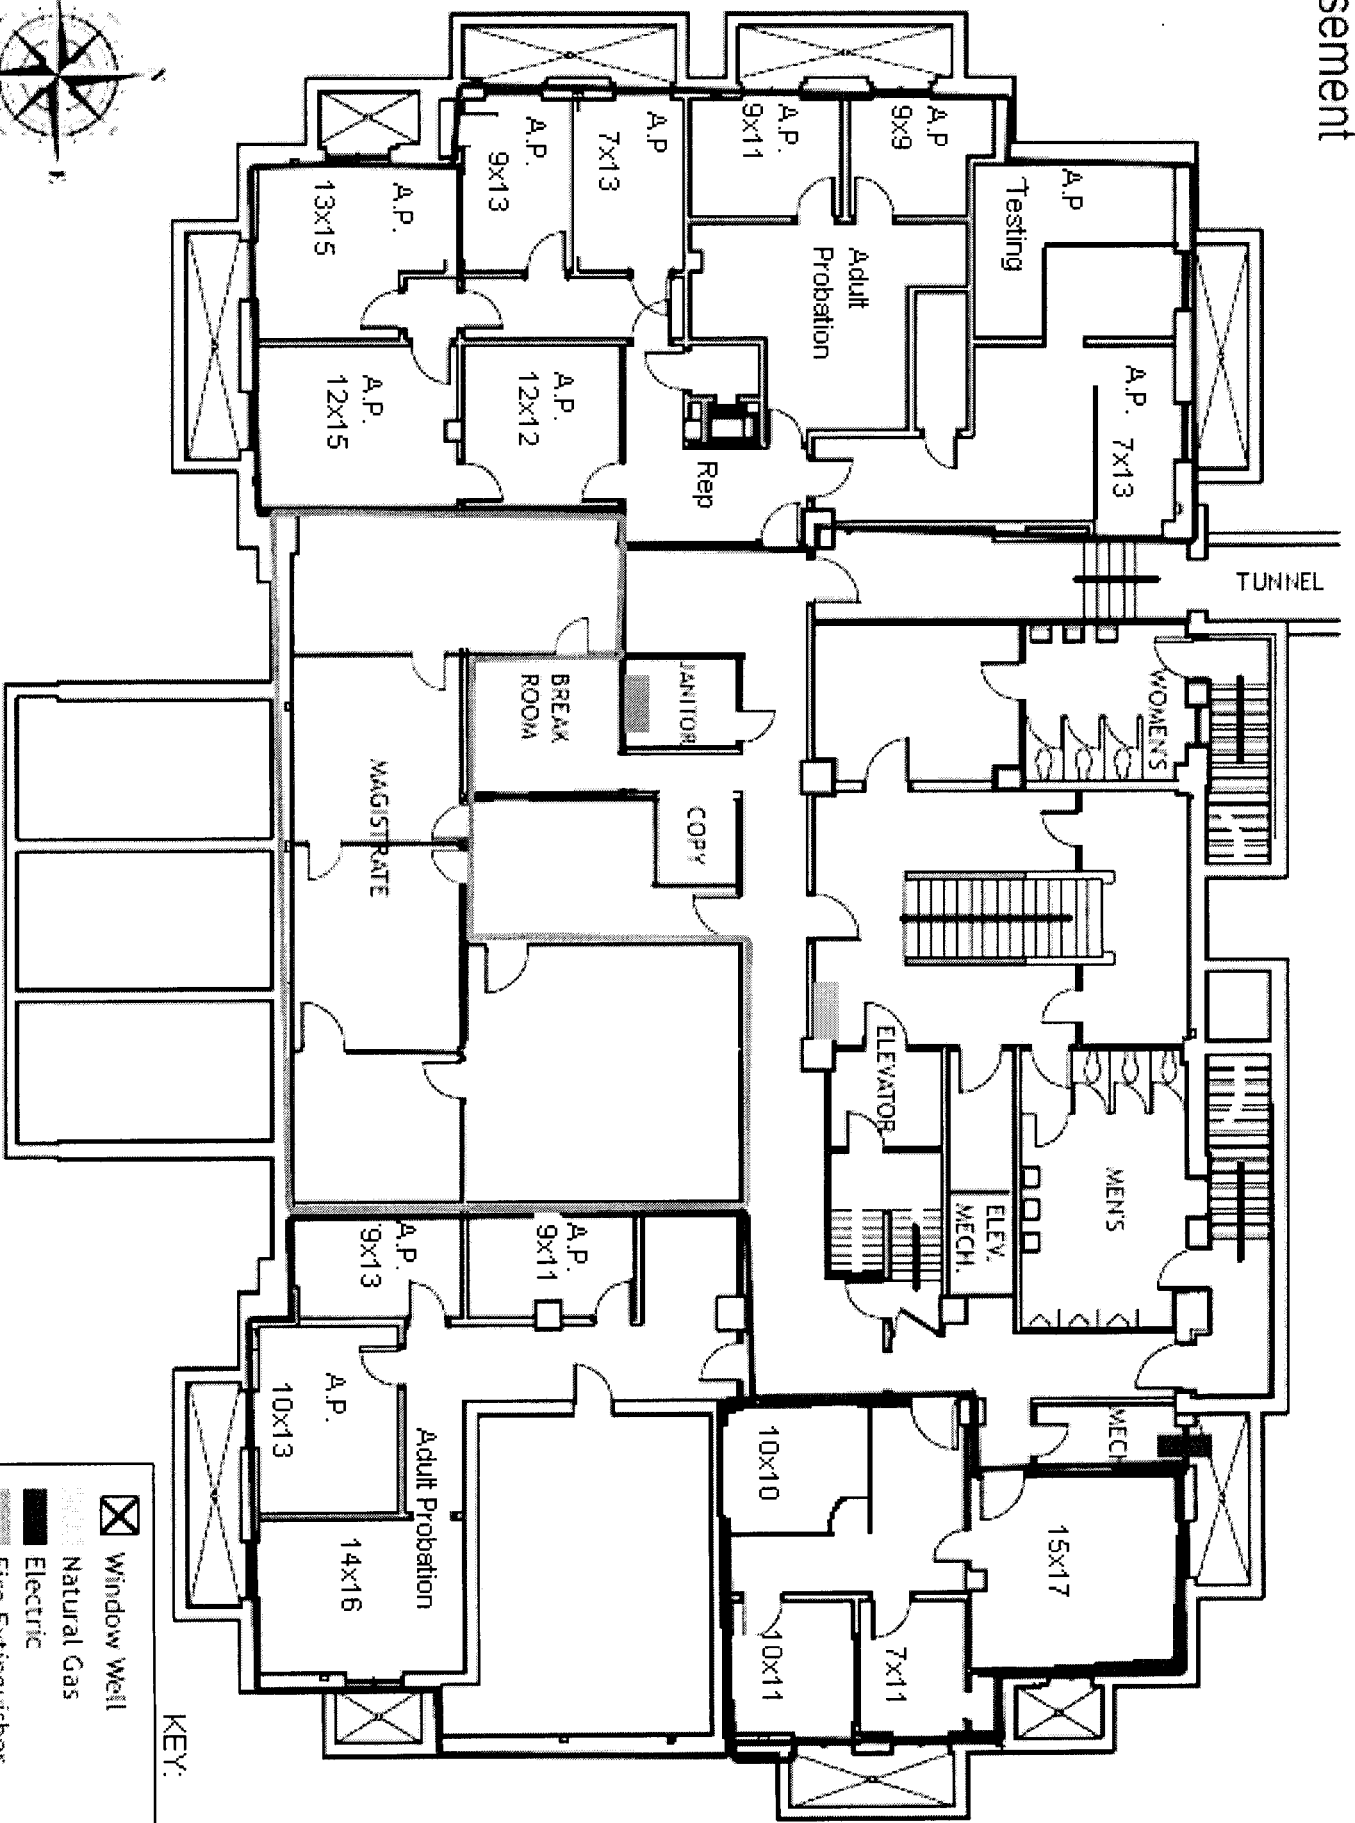 sement
A.P
7x13
A.P.
9x13
A.P.
9x11
A.P
9x9
A.P
Testing
A.P.
13x15
Adult
Probation
A.P.
7x13
A.P.
12x15
A.P.
12x12
Rep
TUNNEL
JANITOR
BREAK
ROOM
WOMEN'S
MAGISTRATE
COPY
ELEVATOR
MEN'S
ELEV.
MECH.
A.P.
9x13
A.P.
9x11
A.P.
10x13
Adult Probation
14x16
10x10
MECH
15x17
10x11
7x11
KEY:
Window Well
Natural Gas
Electric
Fire Extinguisher